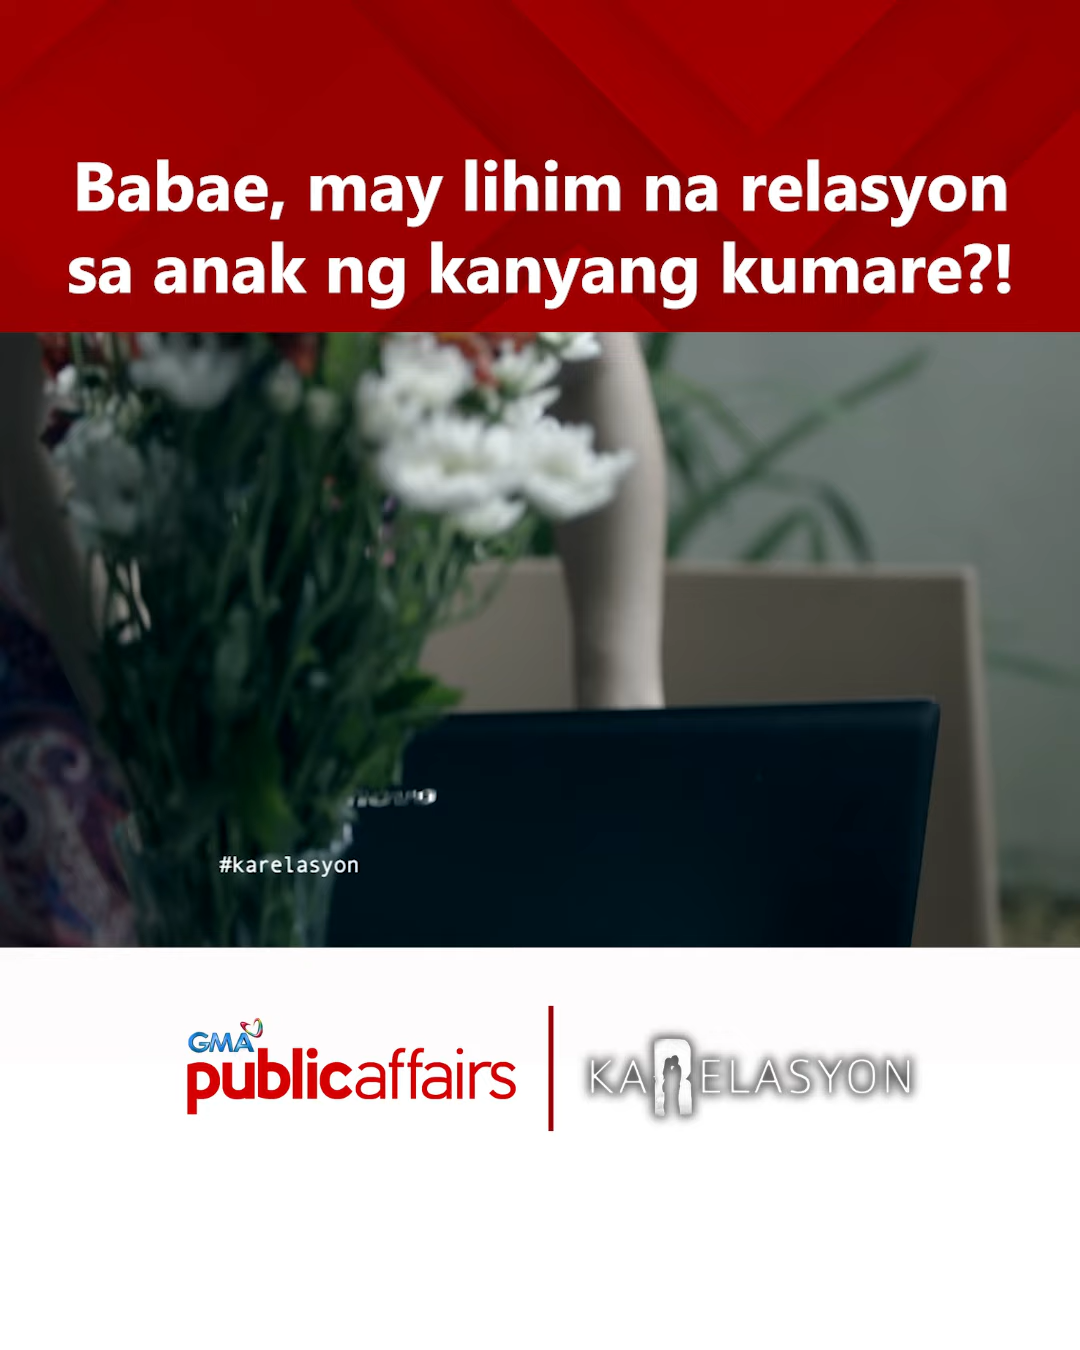 Babae, may lihim na relasyon
sa anak ng kanyang kumare?!
#karelasyon
GMA
publicaffairs
KARELASYON